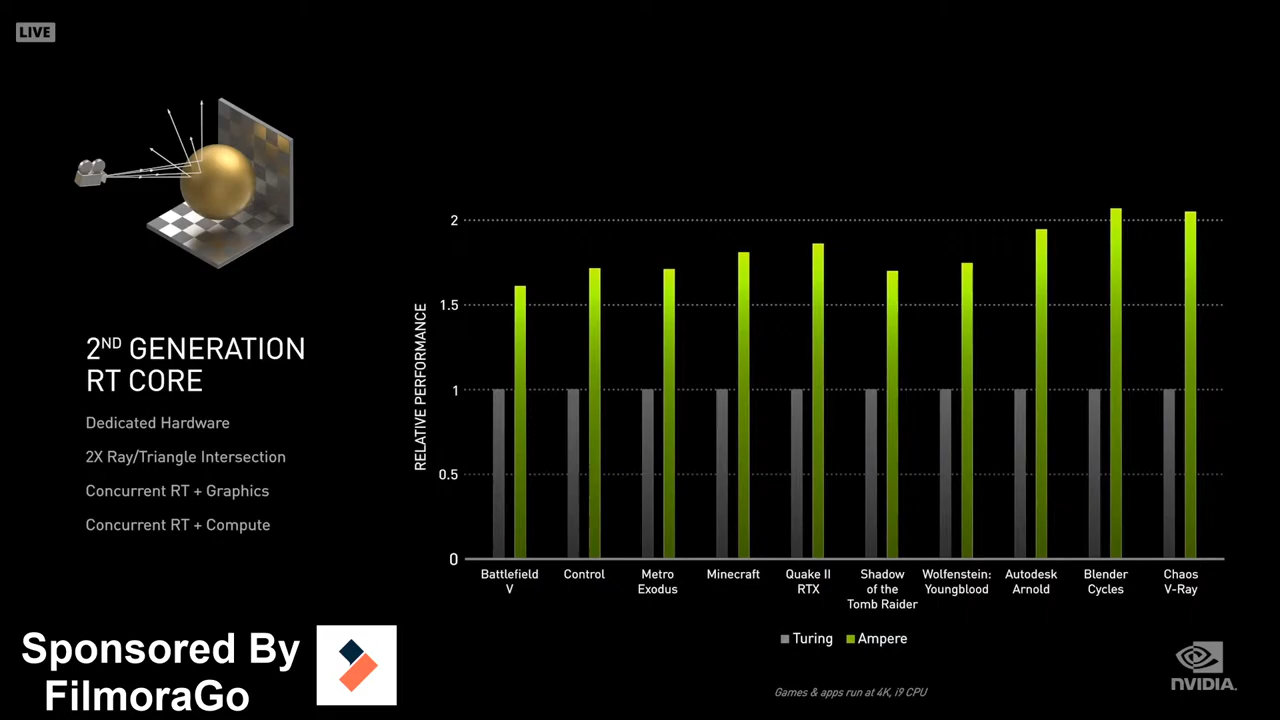 LIVE
2ND GENERATION
RT CORE
Dedicated Hardware
2X Ray/Triangle Intersection
Concurrent RT + Graphics
Concurrent RT + Compute
RELATIVE PERFORMANCE
2
1.5
1
0.5
0
Battlefield
V
Control
Metro
Exodus
Minecraft
Quake II
RTX
Shadow
of the
Tomb Raider
Wolfenstein:
Youngblood
Autodesk
Arnold
Blender
Cycles
Chaos
V-Ray
Turing
Ampere
Games & apps run at 4K, i9 CPU
NVIDIA.
Sponsored By
FilmoraGo